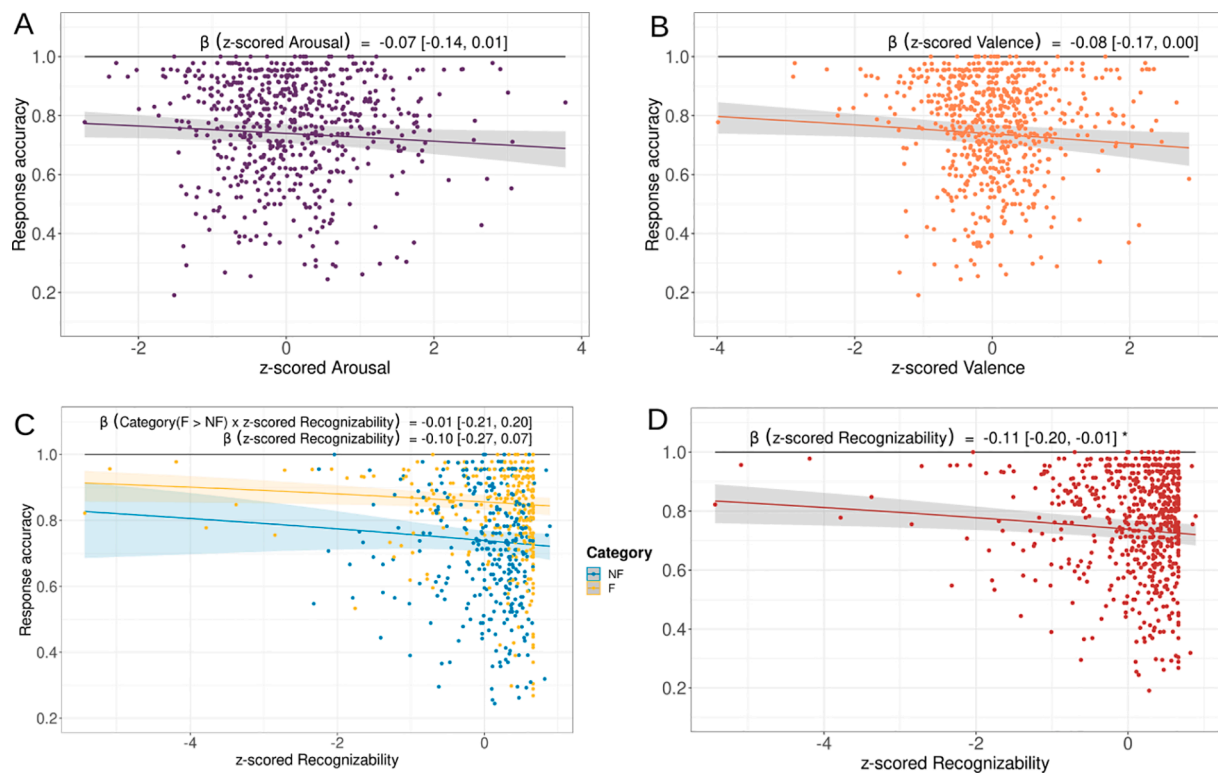 A
β (z-scored Arousal) = -0.07 [-0.14, 0.01]
1.0
0.8
0.6
0.4
0.2
Response accuracy
-2
0
2
4
z-scored Arousal
B
β (z-scored Valence) = -0.08 [-0.17, 0.00]
1.0
0.8
0.6
0.4
0.2
Response accuracy
-4
-2
0
2
z-scored Valence
C
β (Category(F > NF) x z-scored Recognizability) = -0.01 [-0.21, 0.20]
β (z-scored Recognizability) = -0.10 [-0.27, 0.07]
1.0
0.8
0.6
0.4
0.2
Response accuracy
-4
-2
0
z-scored Recognizability
Category
NF
F
D
β (z-scored Recognizability) = -0.11 [-0.20, -0.01] *
1.0
0.8
0.6
0.4
0.2
Response accuracy
-4
-2
0
z-scored Recognizability